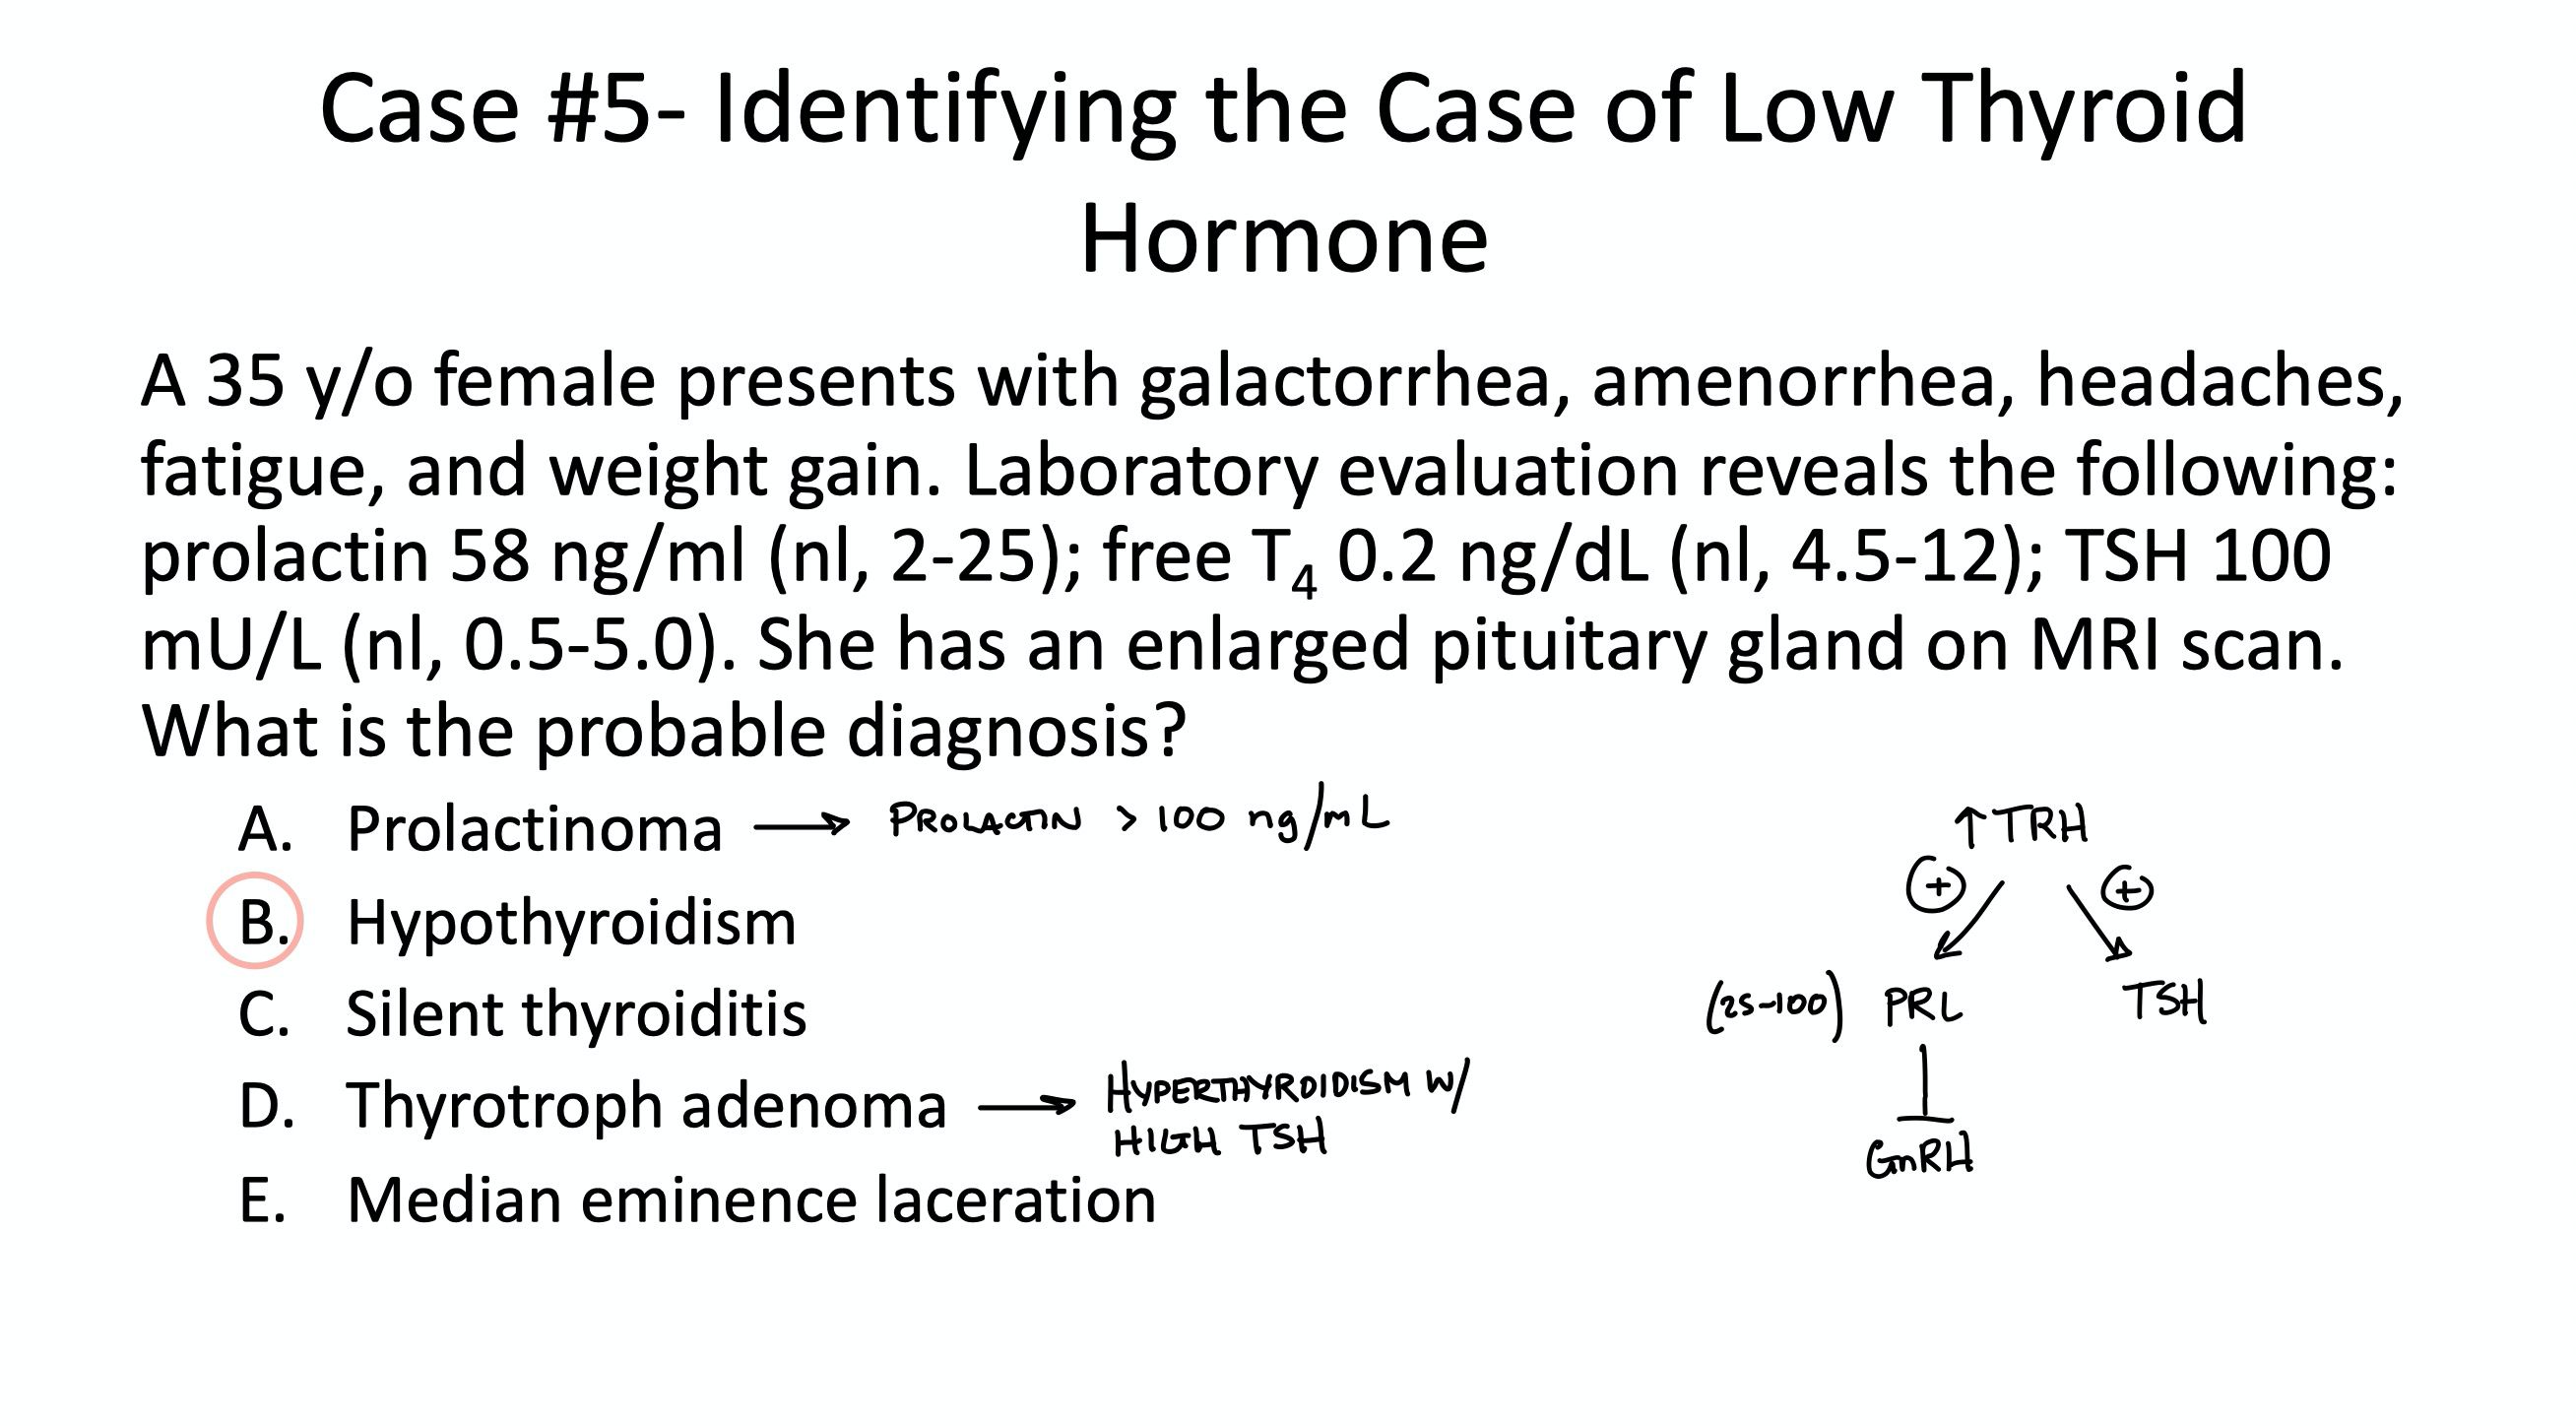 Case #5- Identifying the Case of Low Thyroid
Hormone
A 35 y/o female presents with galactorrhea, amenorrhea, headaches,
fatigue, and weight gain. Laboratory evaluation reveals the following:
prolactin 58 ng/ml (nl, 2-25); free T₄ 0.2 ng/dL (nl, 4.5-12); TSH 100
mU/L (nl, 0.5-5.0). She has an enlarged pituitary gland on MRI scan.
What is the probable diagnosis?
A. Prolactinoma → PROLACTIN > 100 ng/mL
B. Hypothyroidism
C. Silent thyroiditis
D. Thyrotroph adenoma → HYPERTHYROIDISM W/
HIGH TSH
E. Median eminence laceration
↑TRH
+ +
(25-100) PRL TSH
GnRH